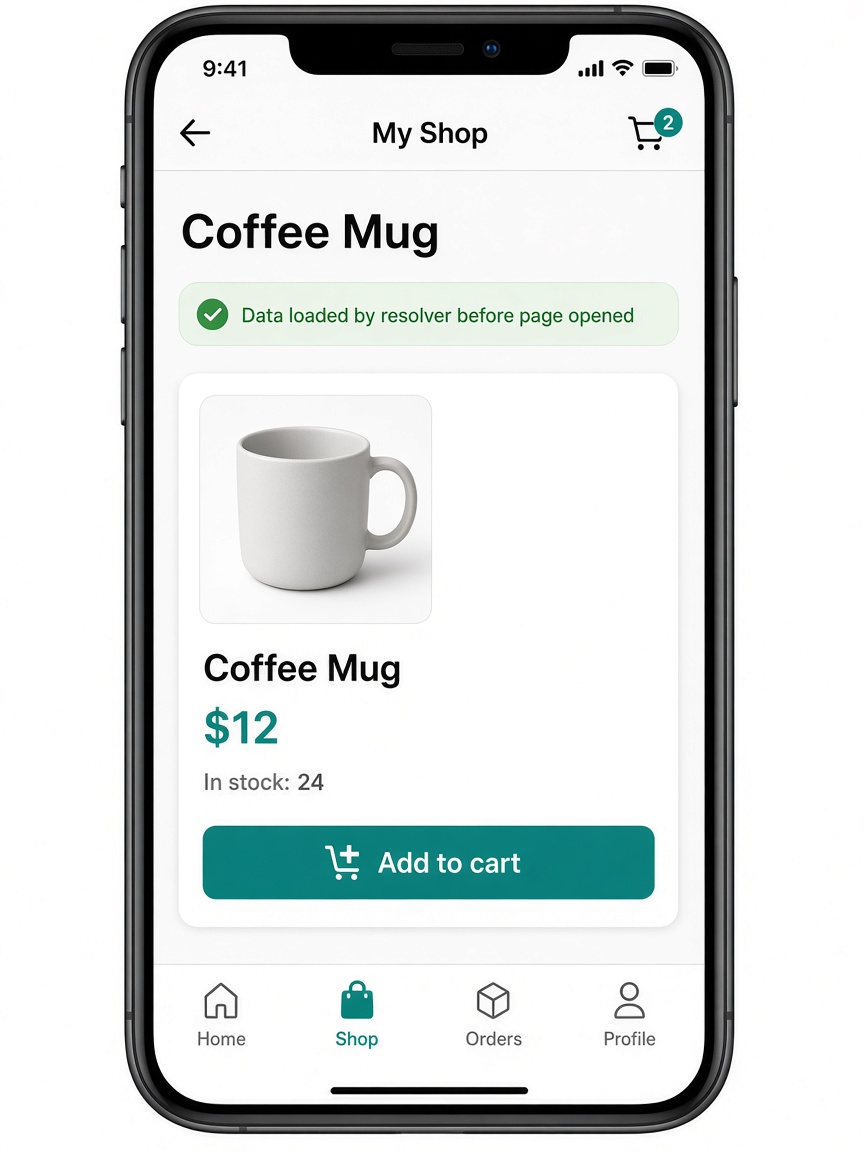 9:41
My Shop
2
Coffee Mug
Data loaded by resolver before page opened
Coffee Mug
$12
In stock: 24
Add to cart
Home
Shop
Orders
Profile